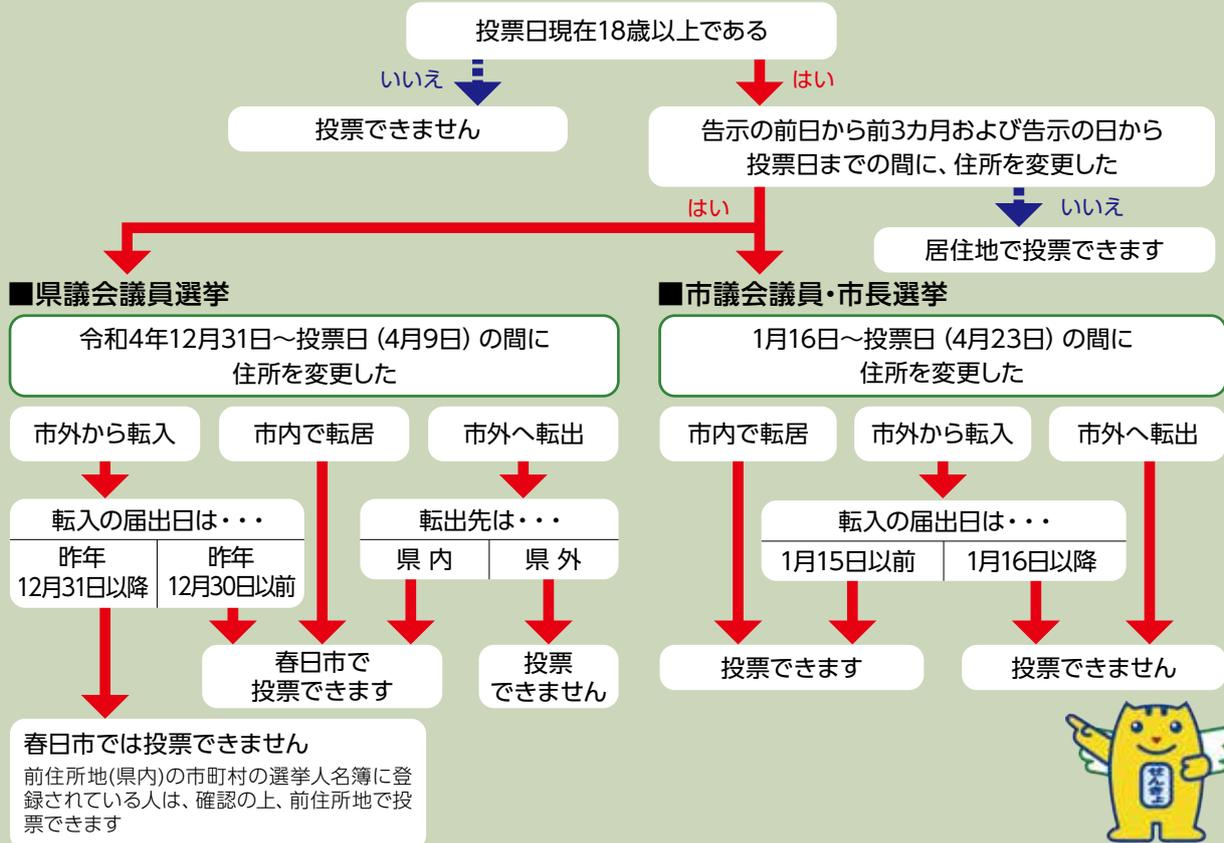 投票日現在18歳以上である
いいえ
はい
投票できません
告示の前日から前3カ月および告示の日から
投票日までの間に、住所を変更した
はい
いいえ
居住地で投票できます
■県議会議員選挙
令和4年12月31日～投票日（4月9日）の間に
住所を変更した
市外から転入
市内で転居
市外へ転出
転入の届出日は・・・
昨年
12月31日以降
昨年
12月30日以前
転出先は・・・
県 内
県 外
春日市で
投票できます
投票
できません
春日市では投票できません
前住所地(県内)の市町村の選挙人名簿に登
録されている人は、確認の上、前住所地で投
票できます
■市議会議員・市長選挙
1月16日～投票日（4月23日）の間に
住所を変更した
市内で転居
市外から転入
市外へ転出
転入の届出日は・・・
1月15日以前
1月16日以降
投票できます
投票できません
せんきょ